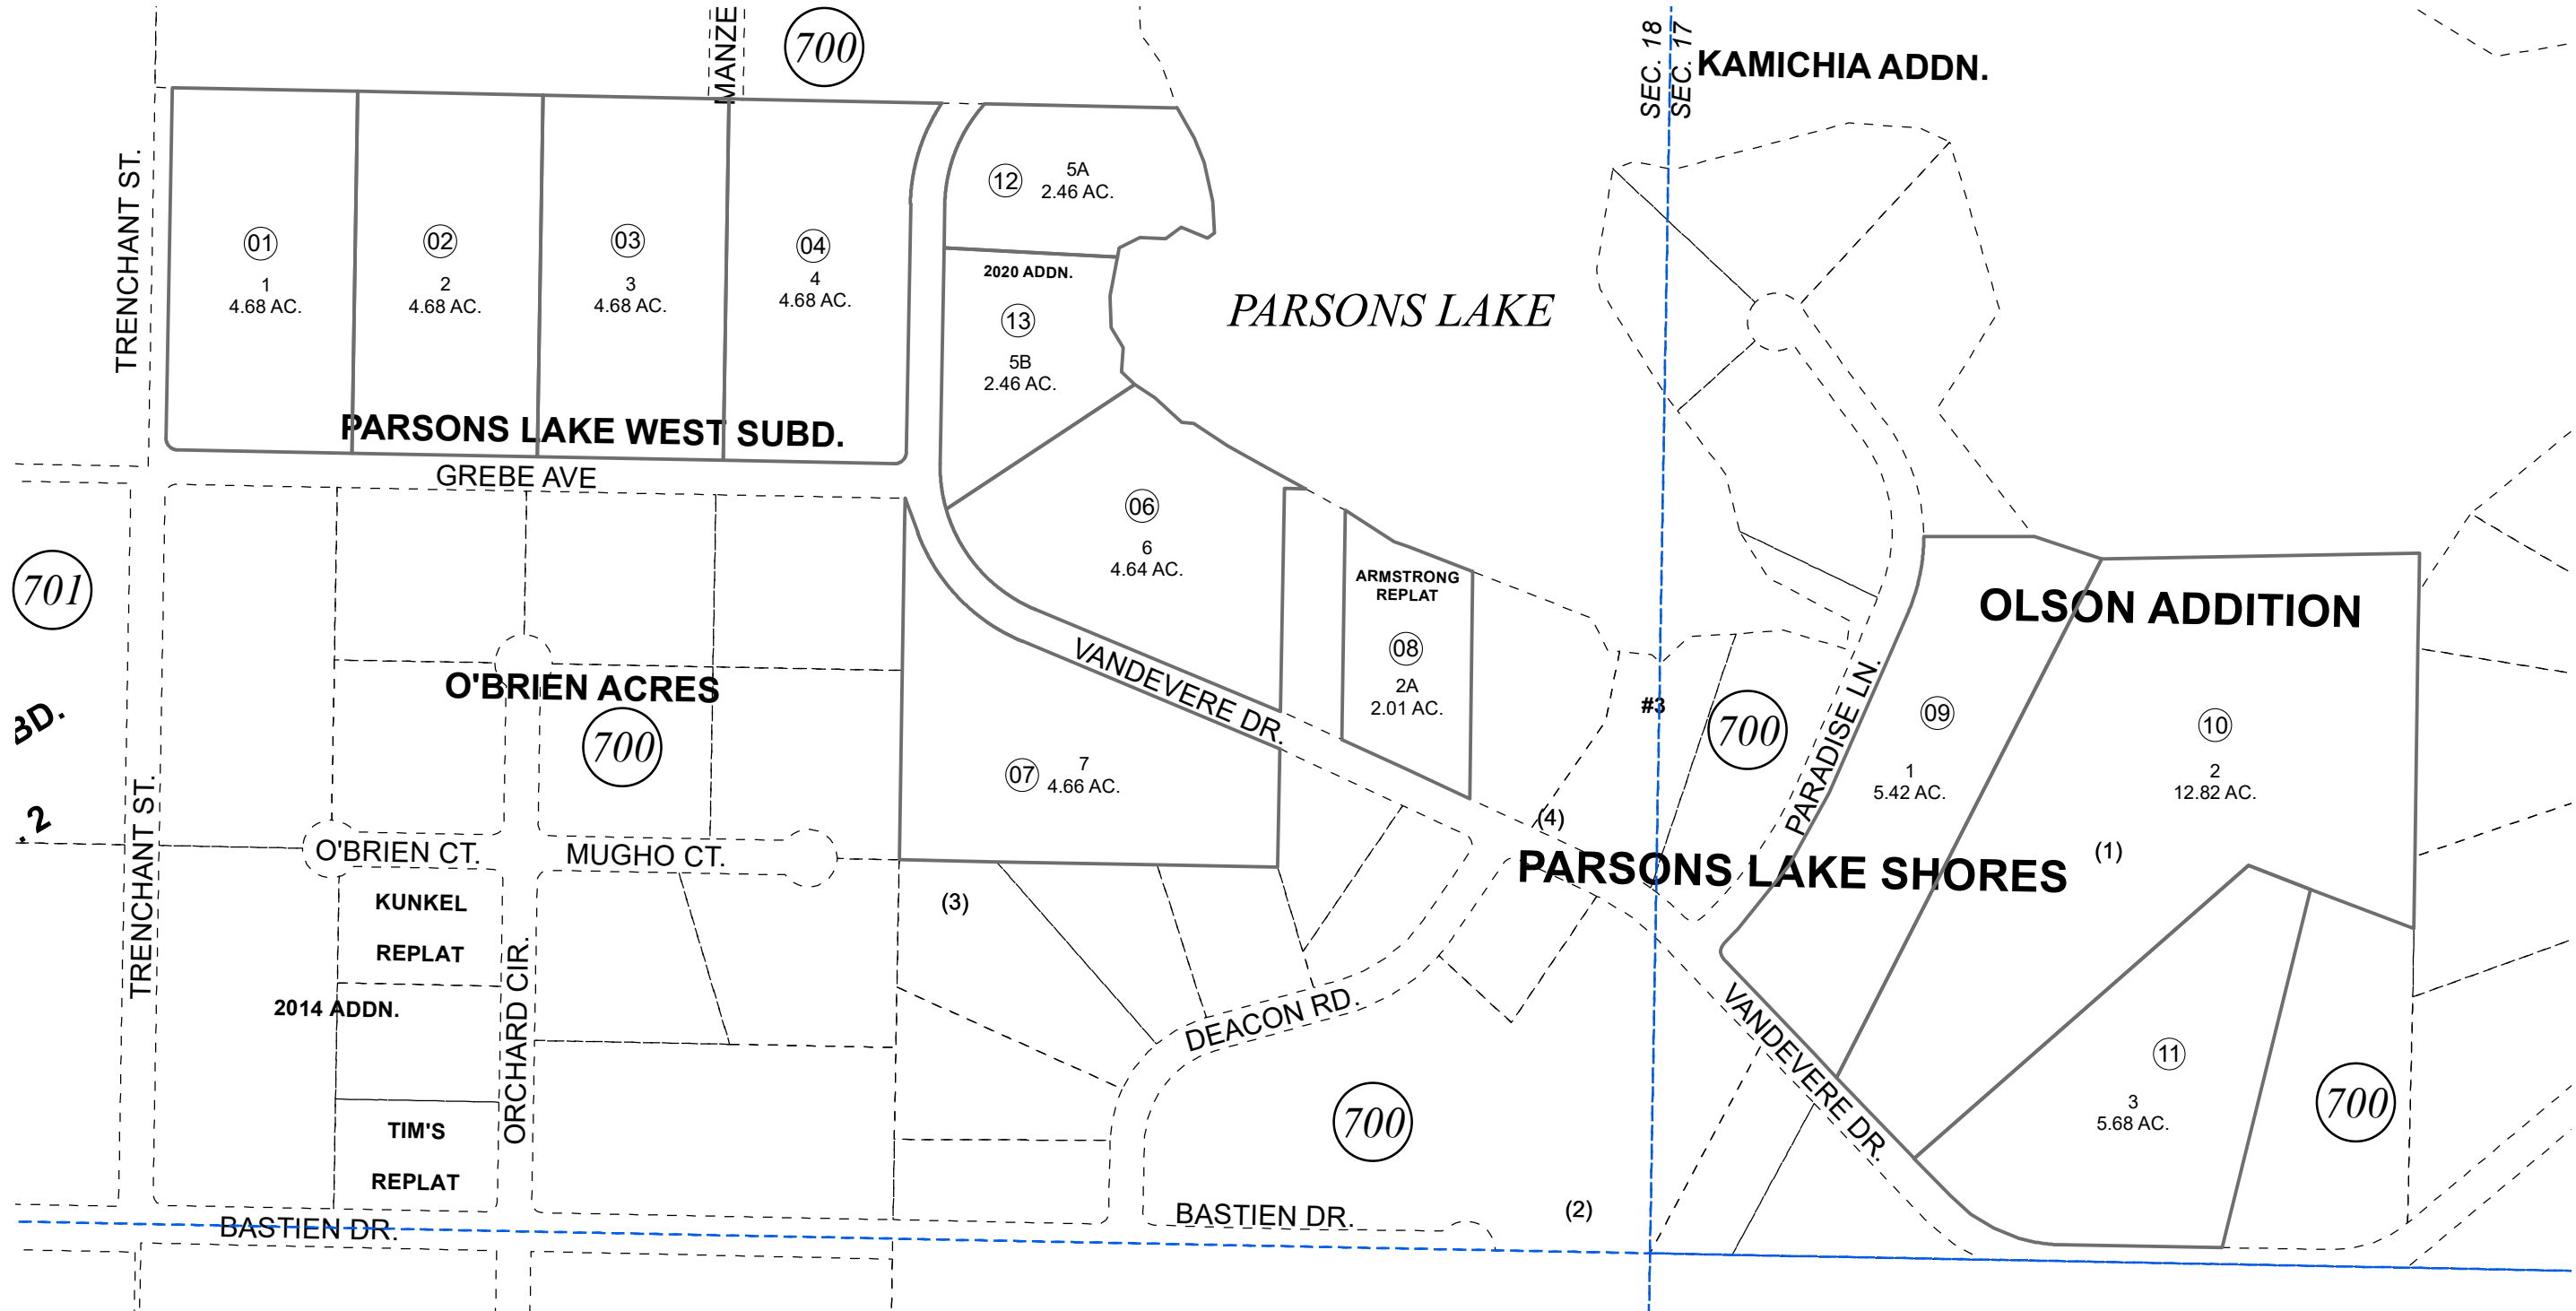 MANZE
700
SEC. 18
SEC. 17
KAMICHIA ADDN.
TRENCHANT ST.
12
5A
2.46 AC.
01
1
4.68 AC.
02
2
4.68 AC.
03
3
4.68 AC.
04
4
4.68 AC.
2020 ADDN.
13
5B
2.46 AC.
PARSONS LAKE
PARSONS LAKE WEST SUBD.
GREBE AVE
06
6
4.64 AC.
701
ARMSTRONG
REPLAT
08
2A
2.01 AC.
OLSON ADDITION
O'BRIEN ACRES
700
VANDEVERE DR.
#3
700
PARADISE LN.
09
1
5.42 AC.
10
2
12.82 AC.
BD.
. 2
07
7
4.66 AC.
(4)
(1)
PARSONS LAKE SHORES
TRENCHANT ST.
O'BRIEN CT.
MUGHO CT.
KUNKEL
REPLAT
(3)
2014 ADDN.
ORCHARD CIR.
DEACON RD.
VANDEVERE DR.
11
3
5.68 AC.
700
700
TIM'S
REPLAT
BASTIEN DR.
BASTIEN DR.
(2)